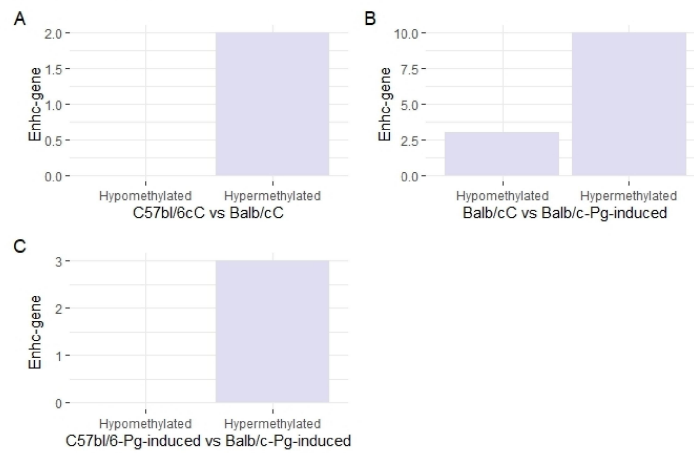 A
Enhc-gene
2.0
1.5
1.0
0.5
0.0
Hypomethylated Hypermethylated
C57bl/6cC vs Balb/cC
B
Enhc-gene
10.0
7.5
5.0
2.5
0.0
Hypomethylated Hypermethylated
Balb/cC vs Balb/c-Pg-induced
C
Enhc-gene
3
2
1
0
Hypomethylated Hypermethylated
C57bl/6-Pg-induced vs Balb/c-Pg-induced